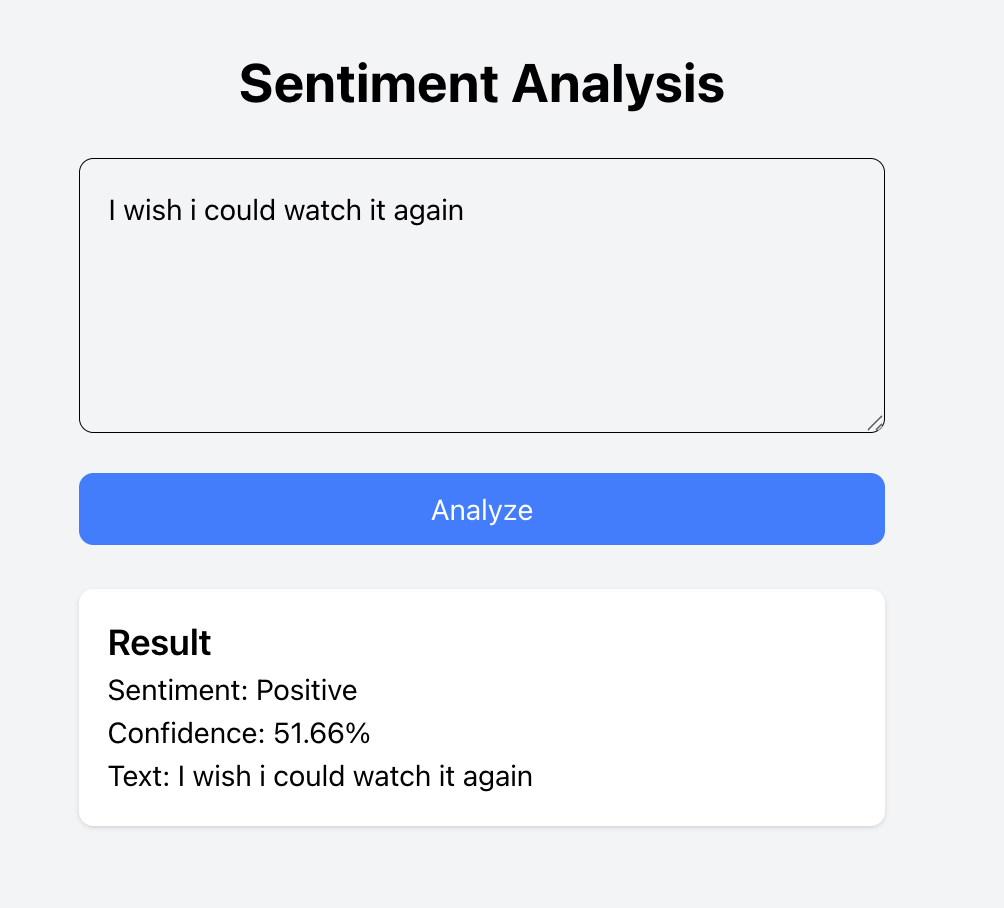 Sentiment Analysis
I wish i could watch it again
Analyze
Result
Sentiment: Positive
Confidence: 51.66%
Text: I wish i could watch it again